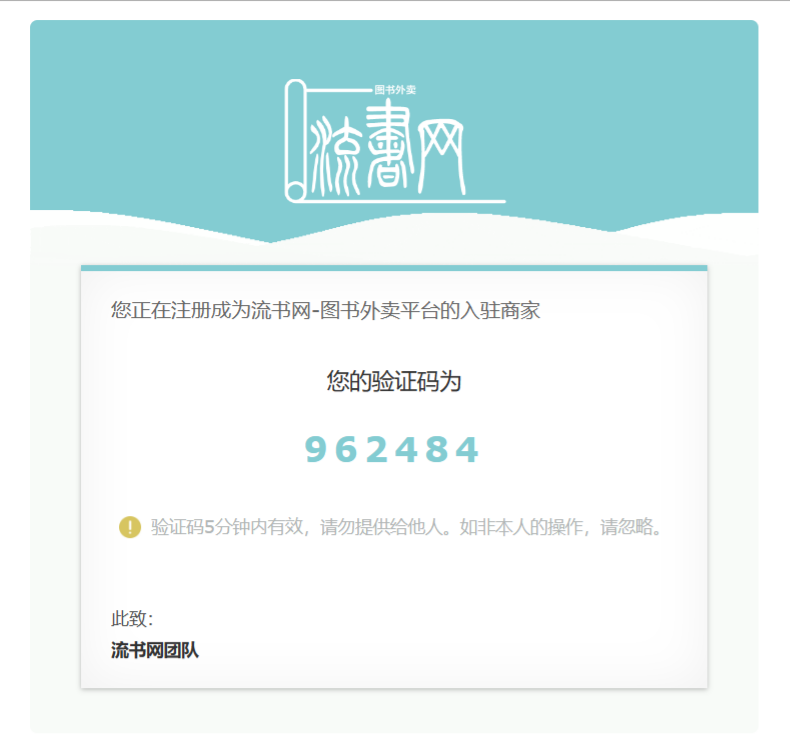 图书外卖
流書网
您正在注册成为流书网-图书外卖平台的入驻商家
您的验证码为
962484
验证码5分钟内有效，请勿提供给他人。如非本人的操作，请忽略。
此致：
流书网团队